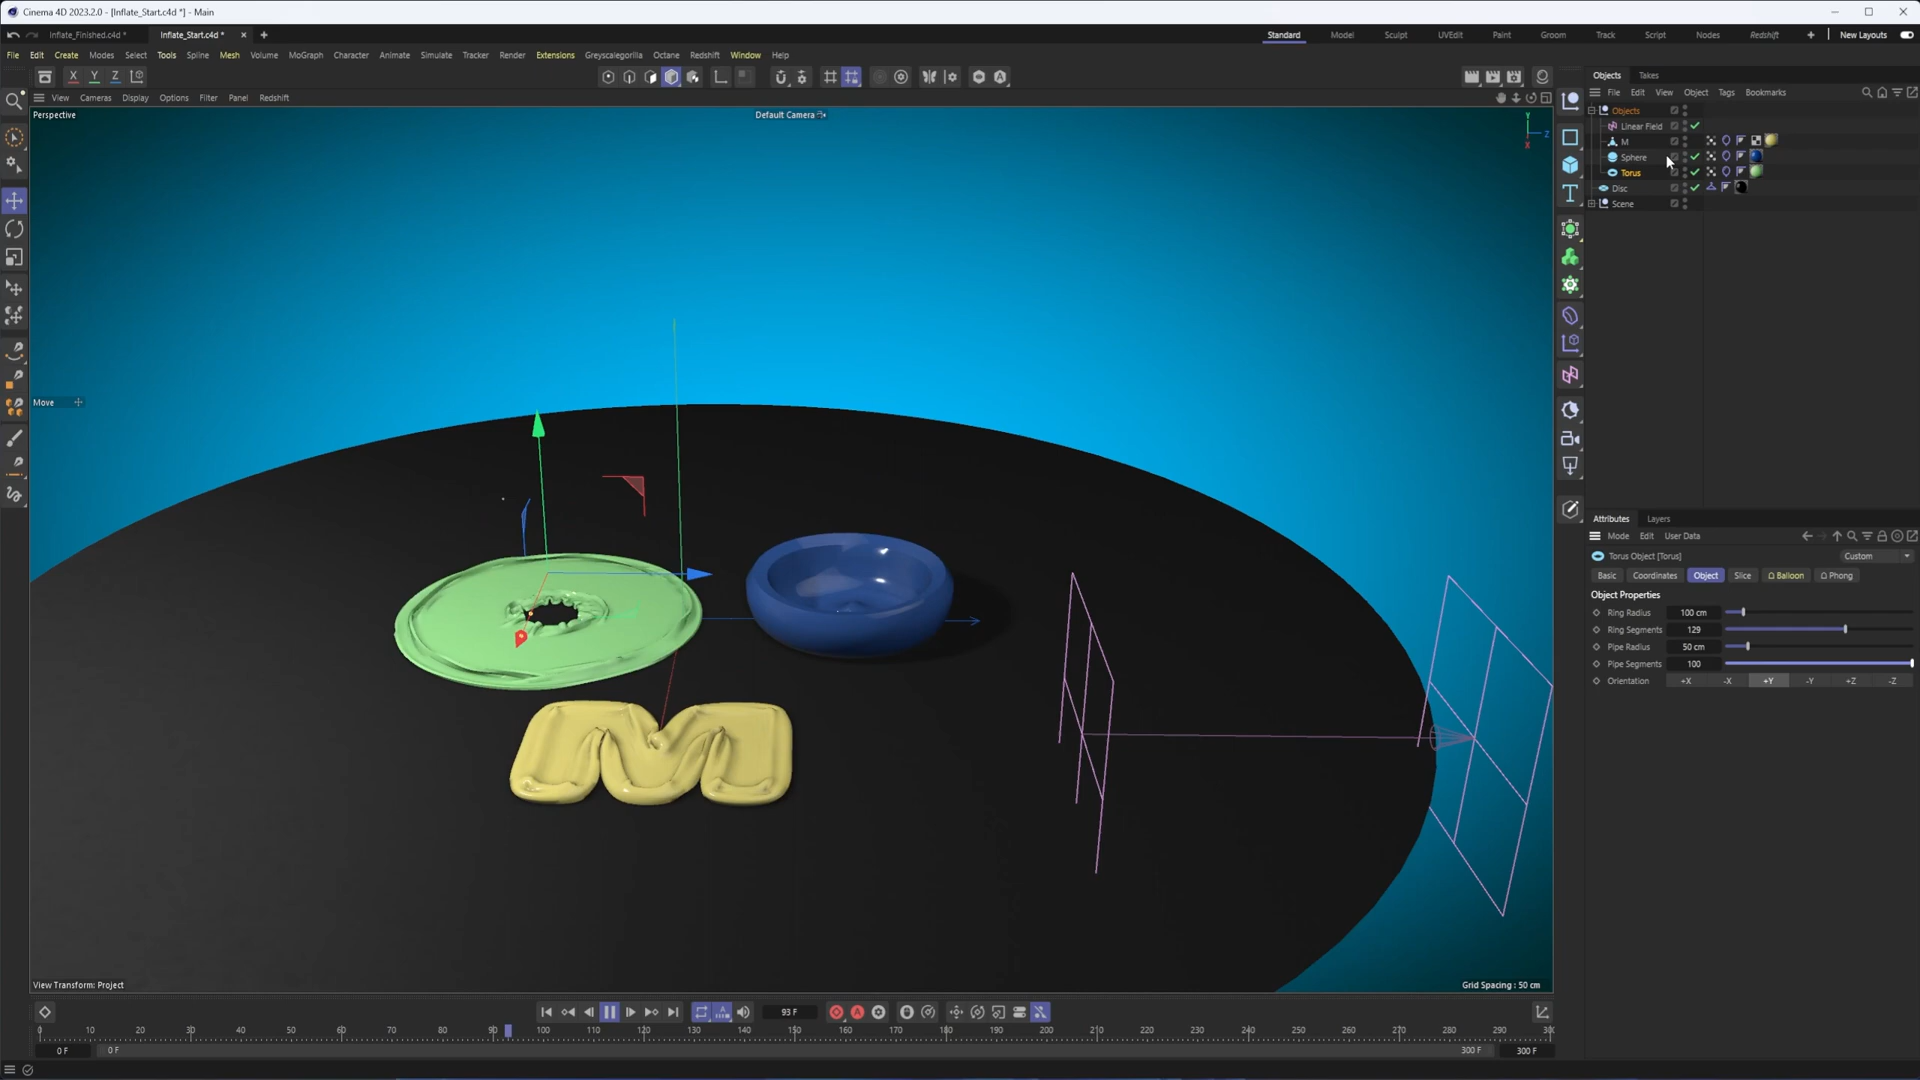 Cinema 4D 2023.2.0 - [Inflate_Start.c4d *] - Main
Inflate_Finished.c4d *
Inflate_Start.c4d *
Standard Model Sculpt UVEdit Paint Groom Track Script Nodes Redshift New Layouts
File Edit Create Modes Select Tools Spline Mesh Volume MoGraph Character Animate Simulate Tracker Render Extensions Greyscalegorilla Octane Redshift Window Help
X Y Z
View Cameras Display Options Filter Panel Redshift
Perspective
Default Camera
Y
Z
X
Move
View Transform: Project
Grid Spacing : 50 cm
Objects Takes
File Edit View Object Tags Bookmarks
Objects
Linear Field
M
Sphere
Torus
Disc
Scene
Attributes Layers
Mode Edit User Data
Torus Object [Torus]
Custom
Basic Coordinates Object Slice Balloon Phong
Object Properties
Ring Radius 100 cm
Ring Segments 129
Pipe Radius 50 cm
Pipe Segments 100
Orientation +X -X +Y -Y +Z -Z
93 F
0 10 20 30 40 50 60 70 80 90 100 110 120 130 140 150 160 170 180 190 200 210 220 230 240 250 260 270 280 290 30
0 F
0 F
300 F
300 F